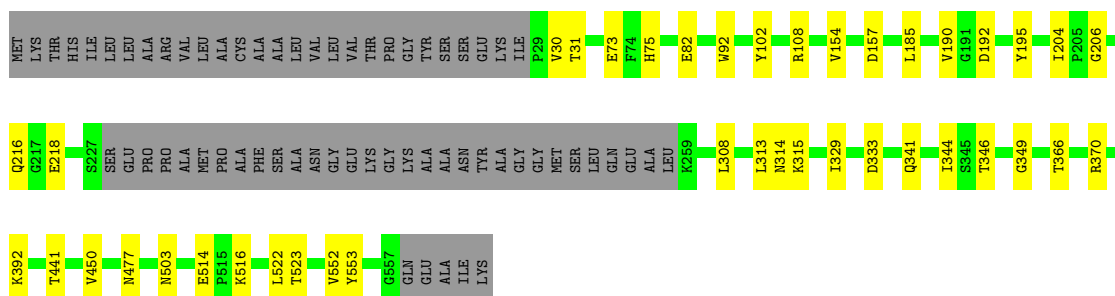 MET LYS THR HIS ILE LEU LEU ALA ARG VAL LEU ALA CYS ALA ALA LEU VAL LEU VAL THR PRO GLY TYR SER SER GLU LYS ILE P29 V30 T31 E73 F74 H75 E82 W92 Y102 R108 V154 D157 L185 V190 G191 D192 Y195 I204 P205 G206
Q216 G217 E218 S227 SER GLU PRO PRO ALA MET PRO ALA PHE SER ALA ASN GLY GLU LYS GLY LYS ALA ALA ASN TYR ALA GLY GLY MET SER LEU GLN GLU ALA LEU K259 L308 L313 N314 K315 I329 D333 Q341 I344 S345 T346 G349 T366 R370
K392 T441 V450 N477 N503 E514 P515 K516 L522 T523 V552 Y553 G557 GLN GLU ALA ILE LYS